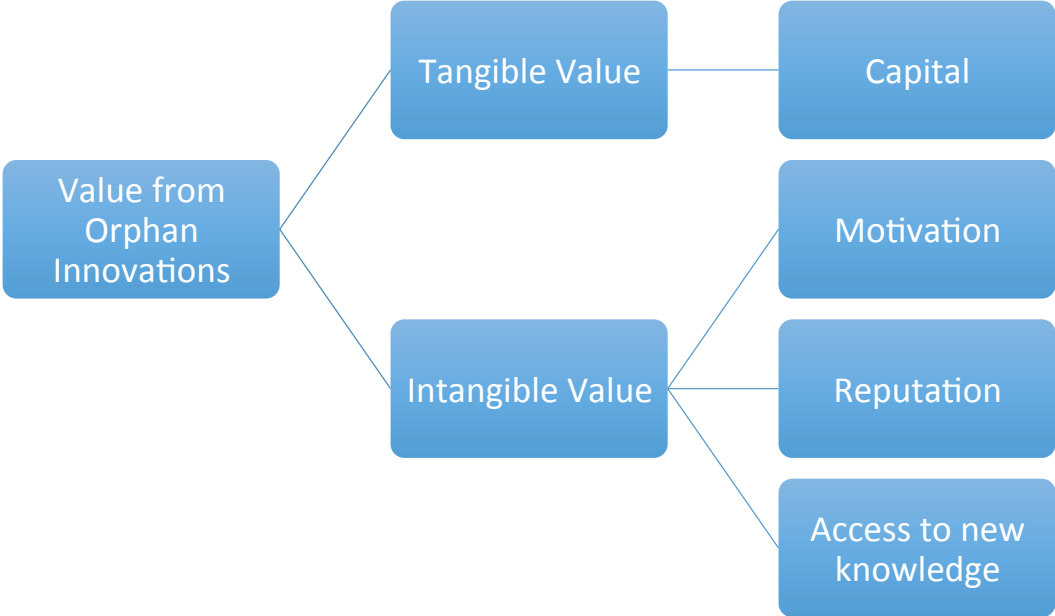 Tangible Value
Capital
Value from
Orphan
Innovations
Motivation
Intangible Value
Reputation
Access to new
knowledge